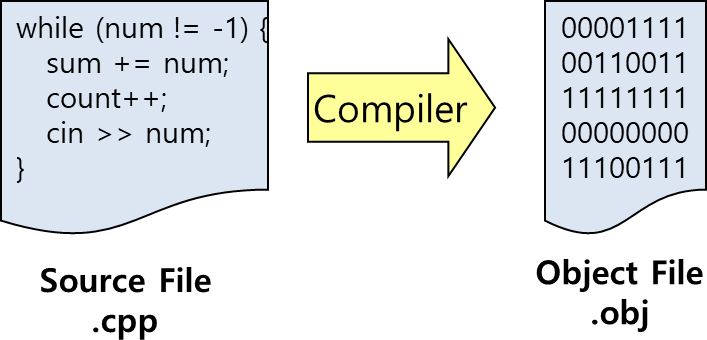 while (num != -1) {
sum += num;
count++;
cin >> num;
}
Compiler
00001111
00110011
11111111
00000000
11100111
Source File
.cpp
Object File
.obj